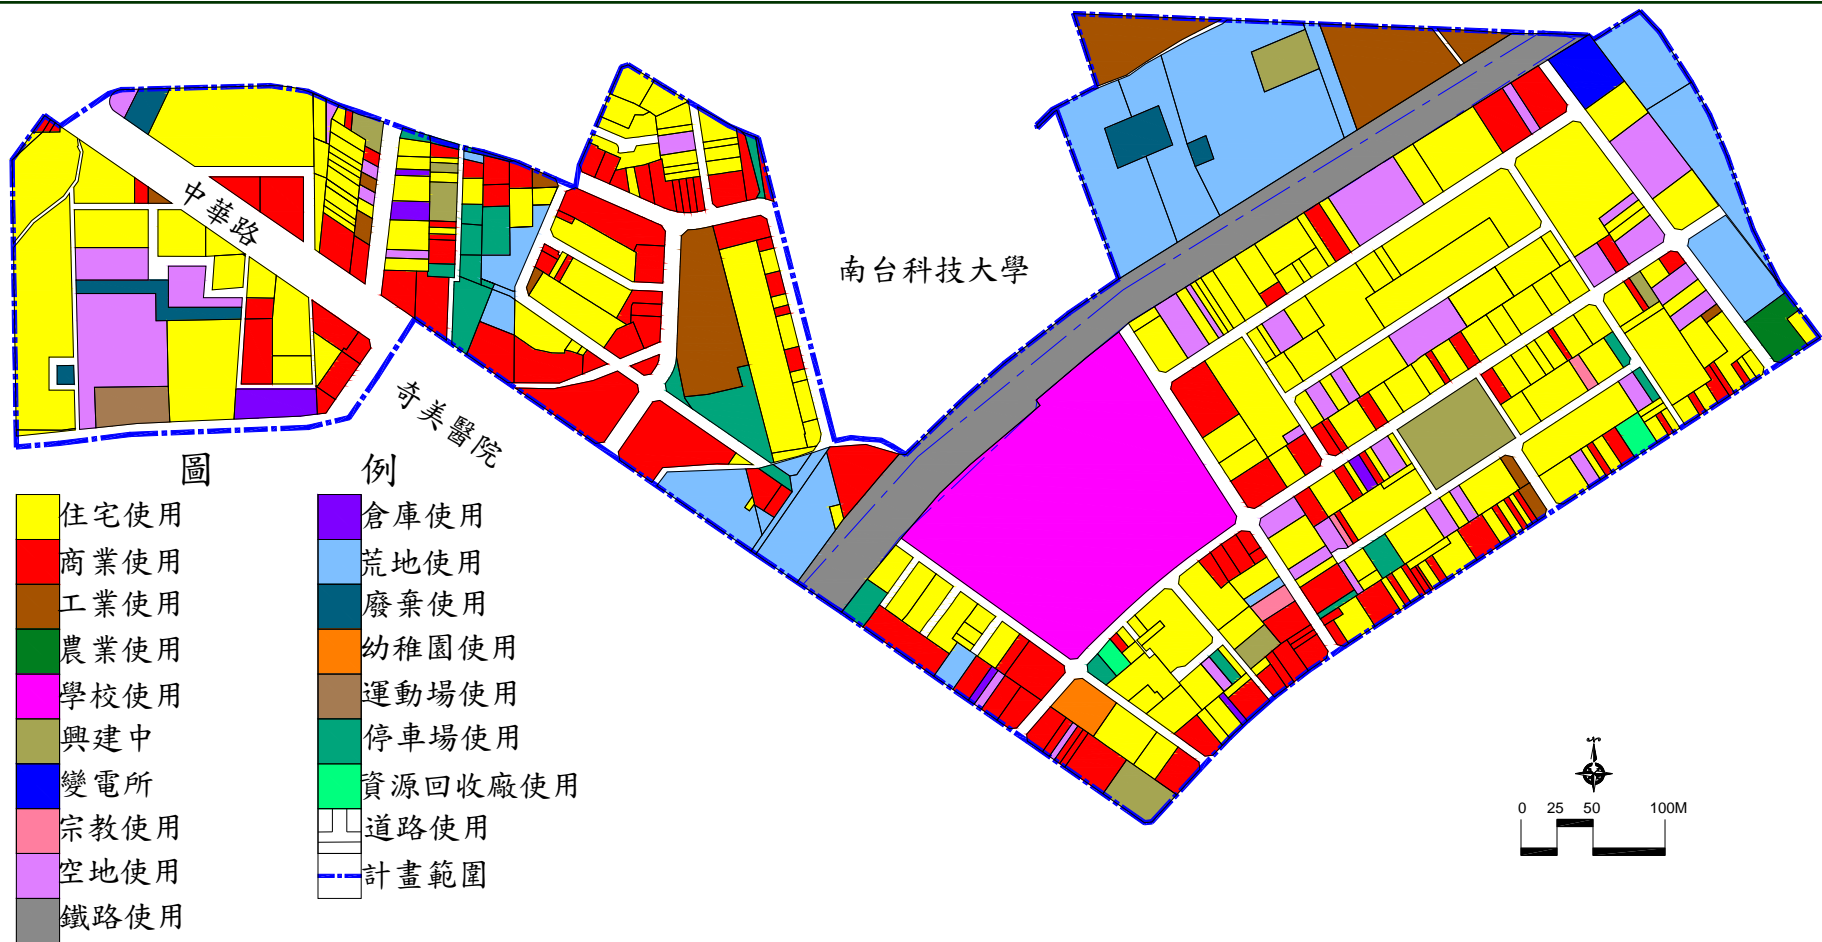 中華路
南台科技大學
奇美醫院
圖例
住宅使用
商業使用
工業使用
農業使用
學校使用
興建中
變電所
宗教使用
空地使用
鐵路使用
倉庫使用
荒地使用
廢棄使用
幼稚園使用
運動場使用
停車場使用
資源回收廠使用
道路使用
計畫範圍
0 25 50 100M